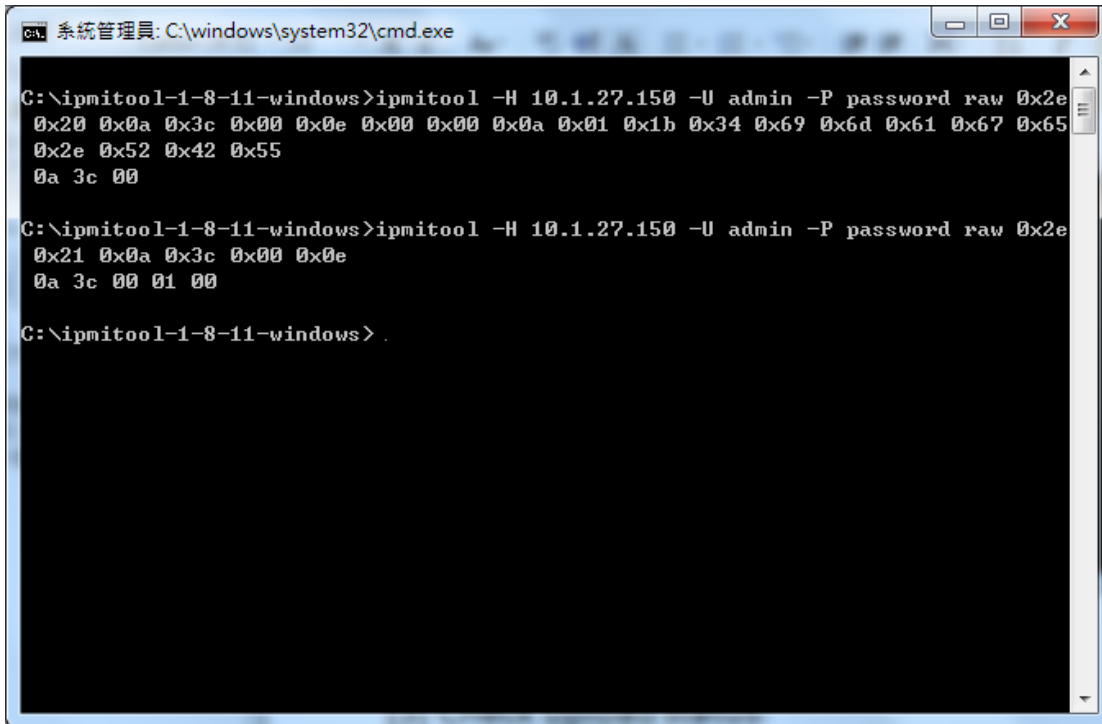 系統管理員: C:\windows\system32\cmd.exe
C:\ipmitool-1-8-11-windows>ipmitool -H 10.1.27.150 -U admin -P password raw 0x2e
0x20 0x0a 0x3c 0x00 0x0e 0x00 0x00 0x0a 0x01 0x1b 0x34 0x69 0x6d 0x61 0x67 0x65
0x2e 0x52 0x42 0x55
0a 3c 00
C:\ipmitool-1-8-11-windows>ipmitool -H 10.1.27.150 -U admin -P password raw 0x2e
0x21 0x0a 0x3c 0x00 0x0e
0a 3c 00 01 00
C:\ipmitool-1-8-11-windows>